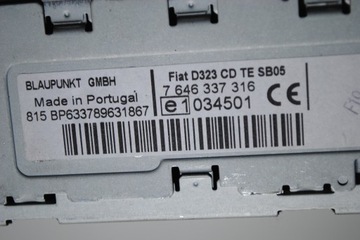 BLAUPUNKT GMBH
Made in Portugal
815 BP633789631867
Fiat D323 CD TE SB05
7 646 337 316
e1 034501 CE